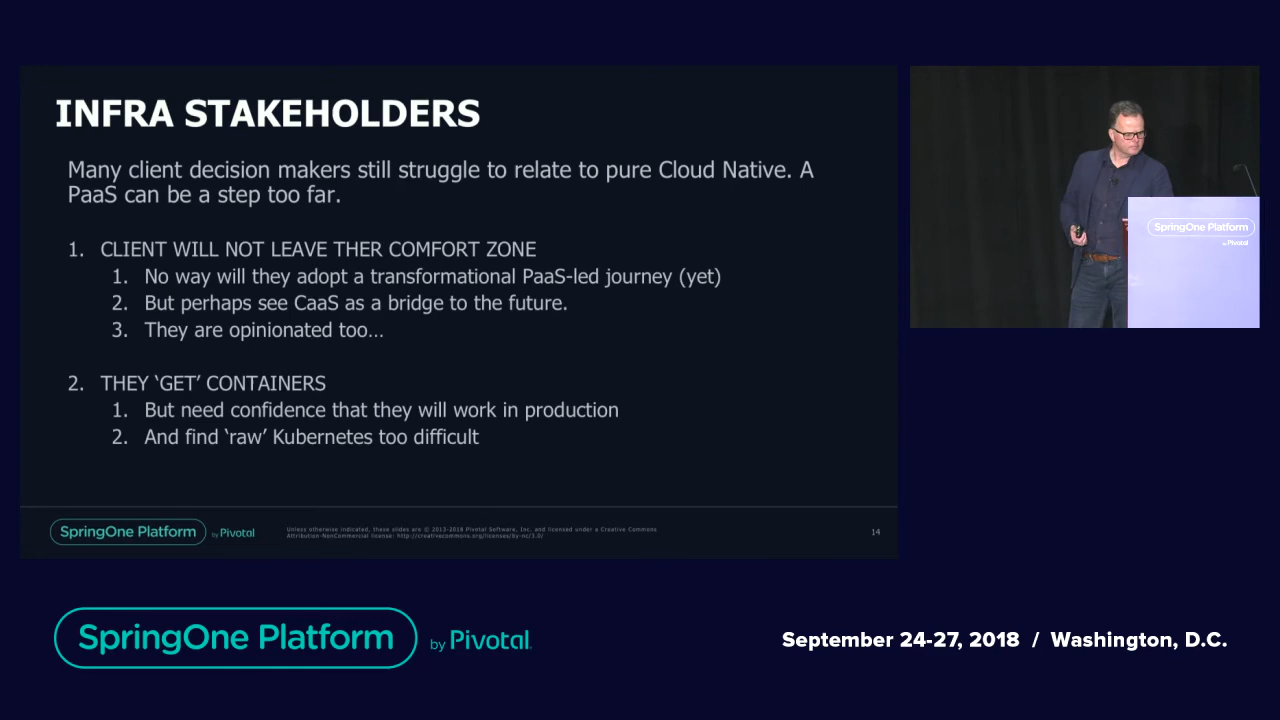 INFRA STAKEHOLDERS
Many client decision makers still struggle to relate to pure Cloud Native. A
PaaS can be a step too far.
1. CLIENT WILL NOT LEAVE THER COMFORT ZONE
1. No way will they adopt a transformational PaaS-led journey (yet)
2. But perhaps see CaaS as a bridge to the future.
3. They are opinionated too…
2. THEY ‘GET’ CONTAINERS
1. But need confidence that they will work in production
2. And find ‘raw’ Kubernetes too difficult
SpringOne Platform by Pivotal
Unless otherwise indicated, these slides are © 2013-2018 Pivotal Software, Inc. and licensed under a Creative Commons
Attribution-NonCommercial license: http://creativecommons.org/licenses/by-nc/3.0/
14
SpringOne Platform
by Pivotal
SpringOne Platform by Pivotal.
September 24-27, 2018 / Washington, D.C.